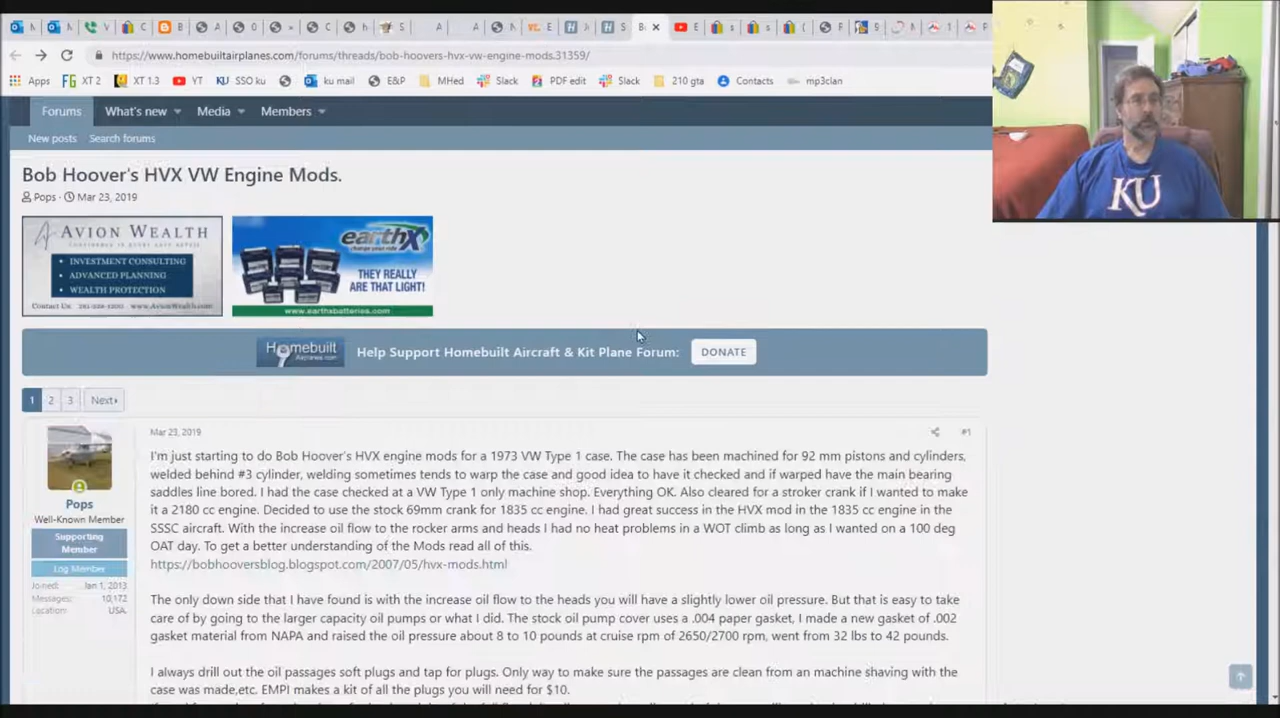 https://www.homebuiltairplanes.com/forums/threads/bob-hoovers-hvx-vw-engine-mods.31359/
Apps XT 2 XT 1.3 YT SSO ku ku mail E&P MHed Slack PDF edit Slack 210 gta Contacts mp3clan
Forums What's new Media Members
New posts Search forums
KU
Bob Hoover's HVX VW Engine Mods.
Pops · Mar 23, 2019
AVION WEALTH
• INVESTMENT CONSULTING
• ADVANCED PLANNING
• WEALTH PROTECTION
Contact Us www.AvionWealth.com
earthX
THEY REALLY
ARE THAT LIGHT!
www.earthxbatteries.com
Homebuilt
Airplanes.com
Help Support Homebuilt Aircraft & Kit Plane Forum: DONATE
1 2 3 Next
Mar 23, 2019 #1
I'm just starting to do Bob Hoover's HVX engine mods for a 1973 VW Type 1 case. The case has been machined for 92 mm pistons and cylinders,
welded behind #3 cylinder, welding sometimes tends to warp the case and good idea to have it checked and if warped have the main bearing
saddles line bored. I had the case checked at a VW Type 1 only machine shop. Everything OK. Also cleared for a stroker crank if I wanted to make
it a 2180 cc engine. Decided to use the stock 69mm crank for 1835 cc engine. I had great success in the HVX mod in the 1835 cc engine in the
SSSC aircraft. With the increase oil flow to the rocker arms and heads I had no heat problems in a WOT climb as long as I wanted on a 100 deg
OAT day. To get a better understanding of the Mods read all of this.
https://bobhooversblog.blogspot.com/2007/05/hvx-mods.html
The only down side that I have found is with the increase oil flow to the heads you will have a slightly lower oil pressure. But that is easy to take
care of by going to the larger capacity oil pumps or what I did. The stock oil pump cover uses a .004 paper gasket, I made a new gasket of .002
gasket material from NAPA and raised the oil pressure about 8 to 10 pounds at cruise rpm of 2650/2700 rpm, went from 32 lbs to 42 pounds.
I always drill out the oil passages soft plugs and tap for plugs. Only way to make sure the passages are clean from an machine shaving with the
case was made,etc. EMPI makes a kit of all the plugs you will need for $10.
Pops
Well-Known Member
Supporting
Member
Log Member
Joined: Jan 1, 2013
Messages: 10,172
Location: USA.